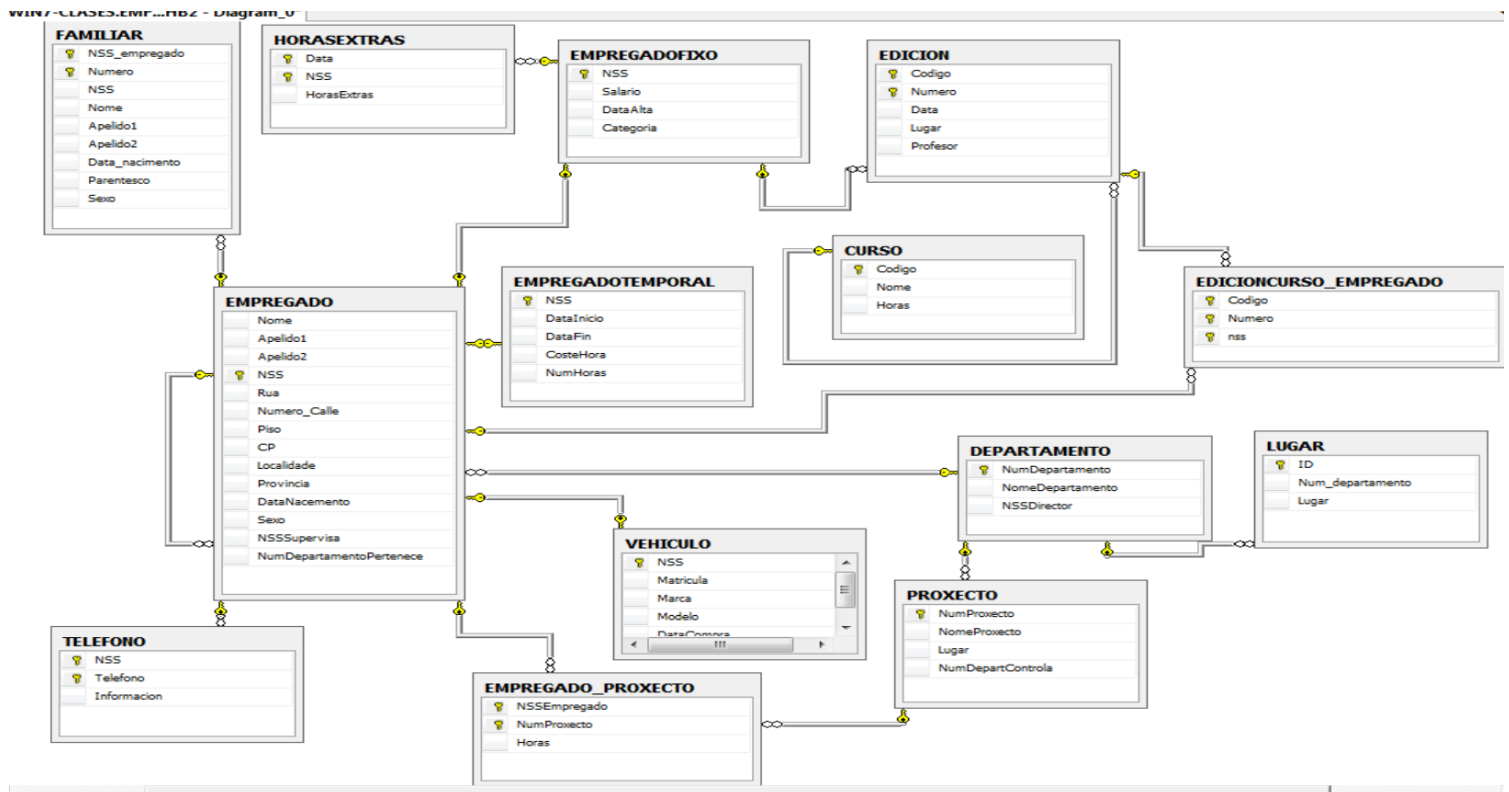 WIN7-CLASES.EMP...HB2 - Diagram_0*
FAMILIAR
NSS_empregado
Numero
NSS
Nome
Apelido1
Apelido2
Data_nacimento
Parentesco
Sexo
HORASEXTRAS
Data
NSS
HorasExtras
EMPREGADOFIXO
NSS
Salario
DataAlta
Categoria
EDICION
Codigo
Numero
Data
Lugar
Profesor
CURSO
Codigo
Nome
Horas
EDICIONCURSO_EMPREGADO
Codigo
Numero
nss
EMPREGADO
Nome
Apelido1
Apelido2
NSS
Rua
Numero_Calle
Piso
CP
Localidade
Provincia
DataNacemento
Sexo
NSSSupervisa
NumDepartamentoPertenece
EMPREGADOTEMPORAL
NSS
DataInicio
DataFin
CosteHora
NumHoras
DEPARTAMENTO
NumDepartamento
NomeDepartamento
NSSDirector
LUGAR
ID
Num_departamento
Lugar
VEHICULO
NSS
Matricula
Marca
Modelo
DataCompra
PROXECTO
NumProxecto
NomeProxecto
Lugar
NumDepartControla
TELEFONO
NSS
Telefono
Informacion
EMPREGADO_PROXECTO
NSSEmpregado
NumProxecto
Horas